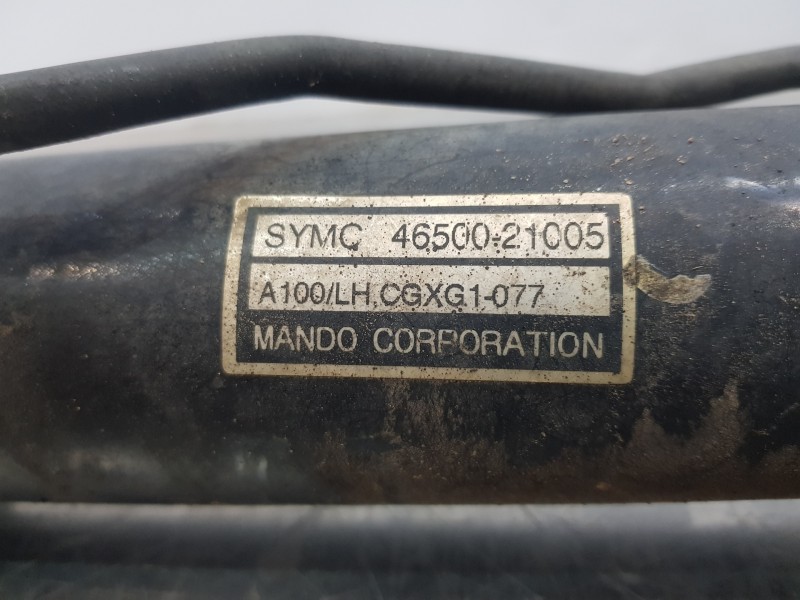 SYMC 46500-21005
A100/LH CGXG1-077
MANDO CORPORATION